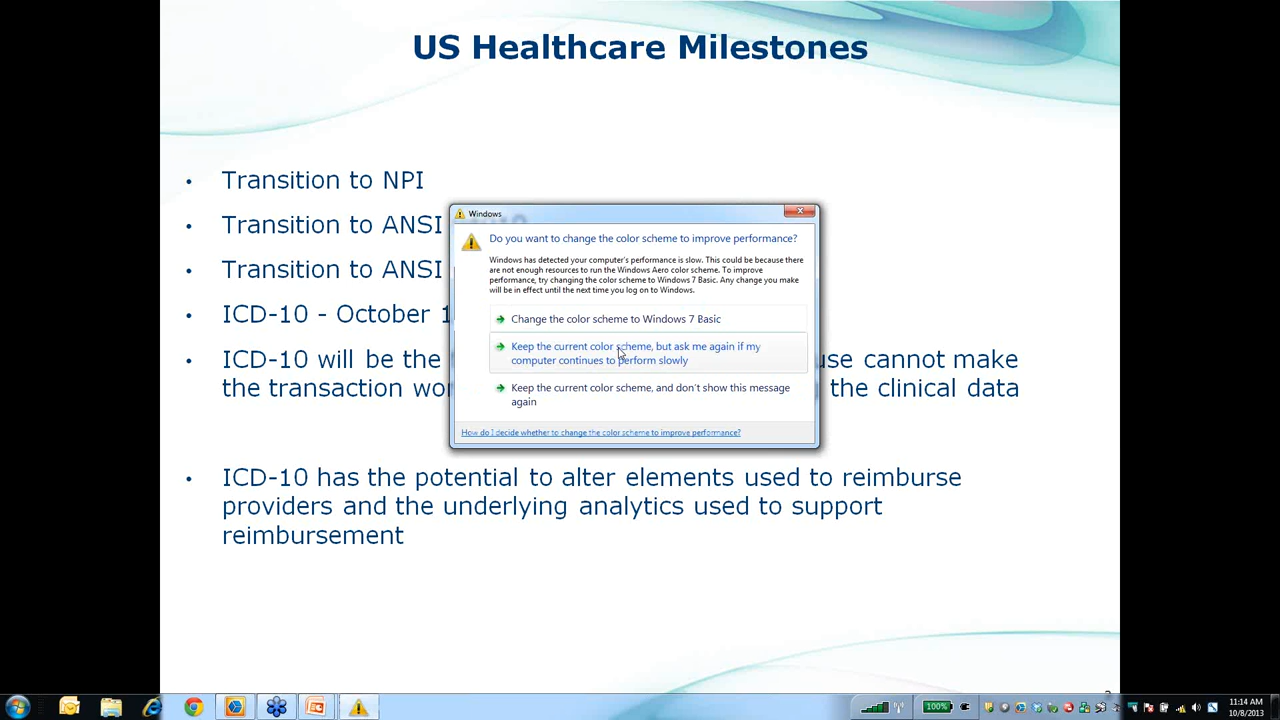 US Healthcare Milestones
• Transition to NPI
• Transition to ANSI
• Transition to ANSI
• ICD-10 - October 1
• ICD-10 will be the use cannot make
the transaction wo the clinical data
• ICD-10 has the potential to alter elements used to reimburse
providers and the underlying analytics used to support
reimbursement
Windows
Do you want to change the color scheme to improve performance?
Windows has detected your computer's performance is slow. This could be because there
are not enough resources to run the Windows Aero color scheme. To improve
performance, try changing the color scheme to Windows 7 Basic. Any change you make
will be in effect until the next time you log on to Windows.
Change the color scheme to Windows 7 Basic
Keep the current color scheme, but ask me again if my
computer continues to perform slowly
Keep the current color scheme, and don't show this message
again
How do I decide whether to change the color scheme to improve performance?
100%
11:14 AM
10/8/2013